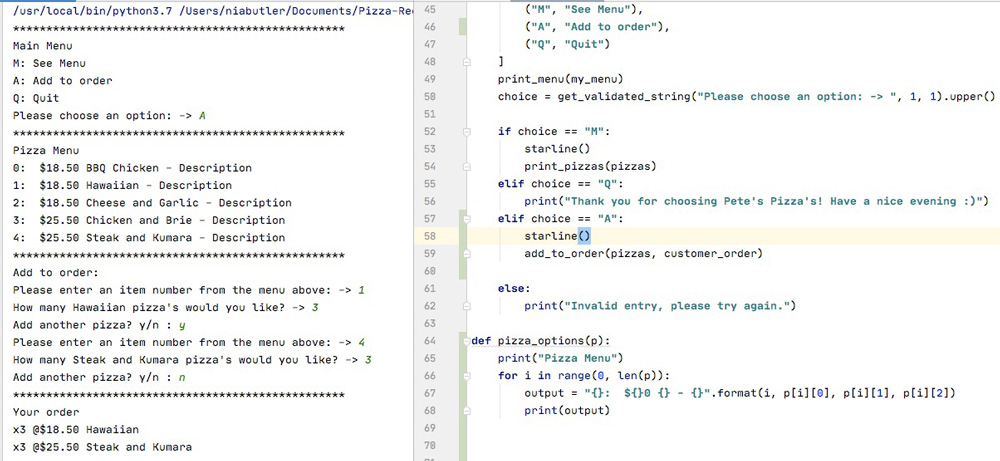 /usr/local/bin/python3.7 /Users/niabutler/Documents/Pizza-Re
**************************************************
Main Menu
M: See Menu
A: Add to order
Q: Quit
Please choose an option: -> A
**************************************************
Pizza Menu
0:  $18.50 BBQ Chicken - Description
1:  $18.50 Hawaiian - Description
2:  $18.50 Cheese and Garlic - Description
3:  $25.50 Chicken and Brie - Description
4:  $25.50 Steak and Kumara - Description
**************************************************
Add to order:
Please enter an item number from the menu above: -> 1
How many Hawaiian pizza's would you like? -> 3
Add another pizza? y/n : y
Please enter an item number from the menu above: -> 4
How many Steak and Kumara pizza's would you like? -> 3
Add another pizza? y/n : n
**************************************************
Your order
x3 @$18.50 Hawaiian
x3 @$25.50 Steak and Kumara
45 ("M", "See Menu"),
46 ("A", "Add to order"),
47 ("Q", "Quit")
48 ]
49 print_menu(my_menu)
50 choice = get_validated_string("Please choose an option: -> ", 1, 1).upper()
51
52 if choice == "M":
53 starline()
54 print_pizzas(pizzas)
55 elif choice == "Q":
56 print("Thank you for choosing Pete's Pizza's! Have a nice evening :)")
57 elif choice == "A":
58 starline()
59 add_to_order(pizzas, customer_order)
60
61 else:
62 print("Invalid entry, please try again.")
63
64 def pizza_options(p):
65 print("Pizza Menu")
66 for i in range(0, len(p)):
67 output = "{}:  ${}0 {} - {}".format(i, p[i][0], p[i][1], p[i][2])
68 print(output)
69
70